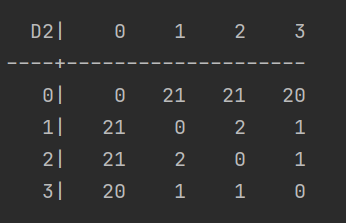 D2|    0    1    2    3
----+--------------------
 0|    0   21   21   20
 1|   21    0    2    1
 2|   21    2    0    1
 3|   20    1    1    0